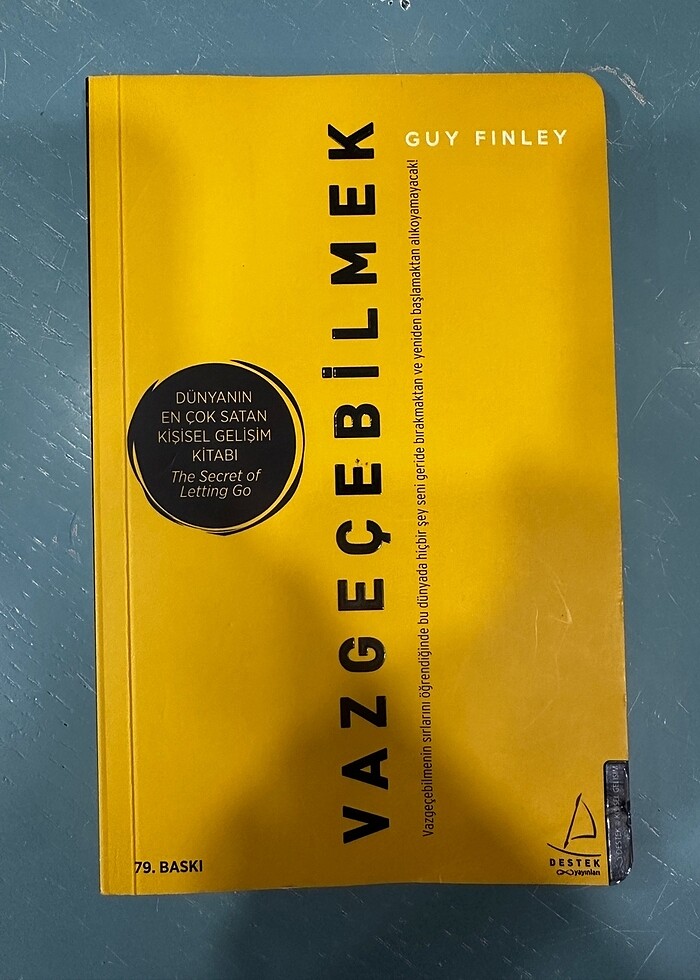 GUY FINLEY
VAZGEÇEBİLMEK
Vazgeçebilmenin sırlarını öğrendiğinde bu dünyada hiçbir şey seni geride bırakmaktan ve yeniden başlamaktan alıkoyamayacak!
DÜNYANIN
EN ÇOK SATAN
KİŞİSEL GELİŞİM
KİTABI
The Secret of
Letting Go
79. BASKI
DESTEK
yayınları